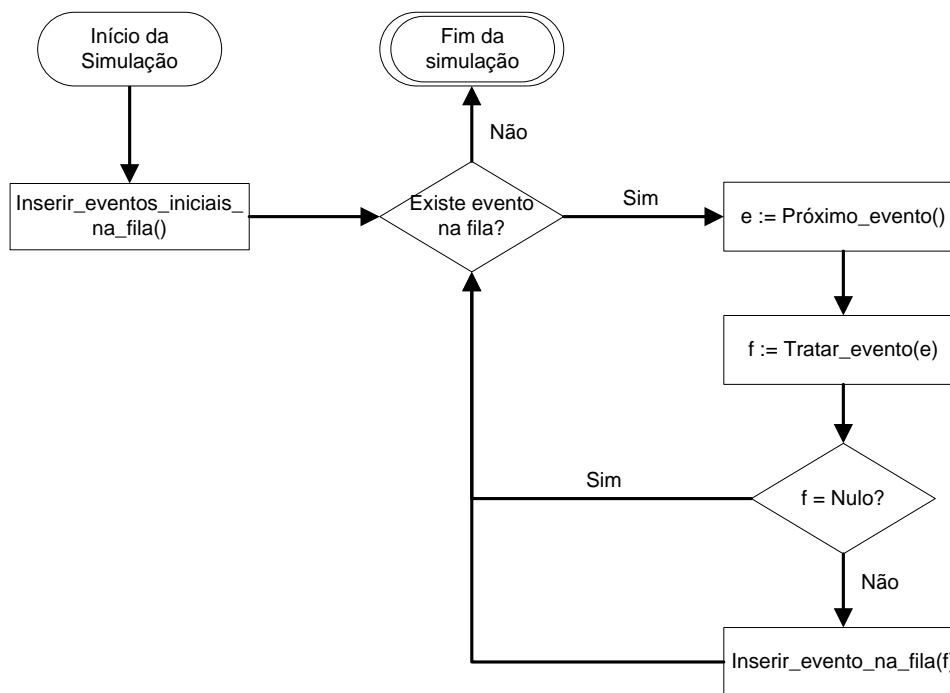 Início da
Simulação
Fim da
simulação
Não
Inserir_eventos_iniciais_
na_fila()
Existe evento
na fila?
Sim
e := Próximo_evento()
f := Tratar_evento(e)
Sim
f = Nulo?
Não
Inserir_evento_na_fila(f)